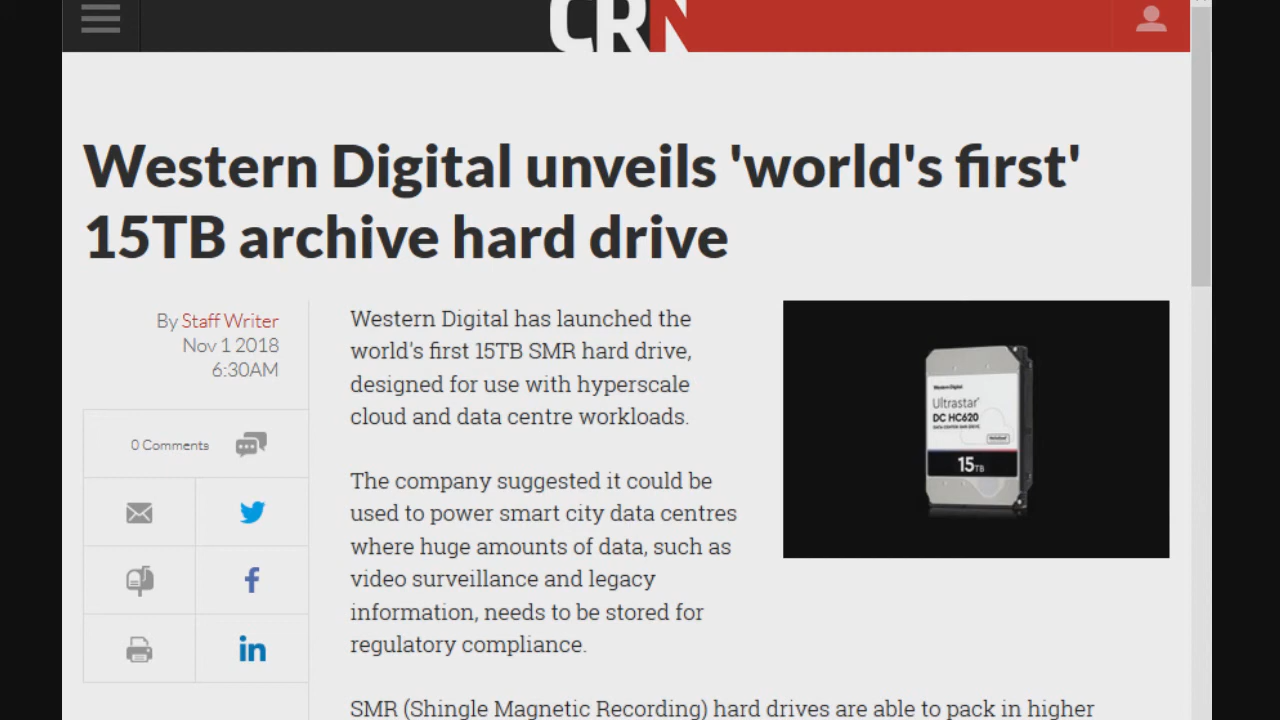 CRN
Western Digital unveils 'world's first'
15TB archive hard drive
By Staff Writer
Nov 1 2018
6:30AM
0 Comments
Western Digital has launched the
world's first 15TB SMR hard drive,
designed for use with hyperscale
cloud and data centre workloads.
The company suggested it could be
used to power smart city data centres
where huge amounts of data, such as
video surveillance and legacy
information, needs to be stored for
regulatory compliance.
SMR (Shingle Magnetic Recording) hard drives are able to pack in higher
Western Digital
Ultrastar
DC HC620
15TB